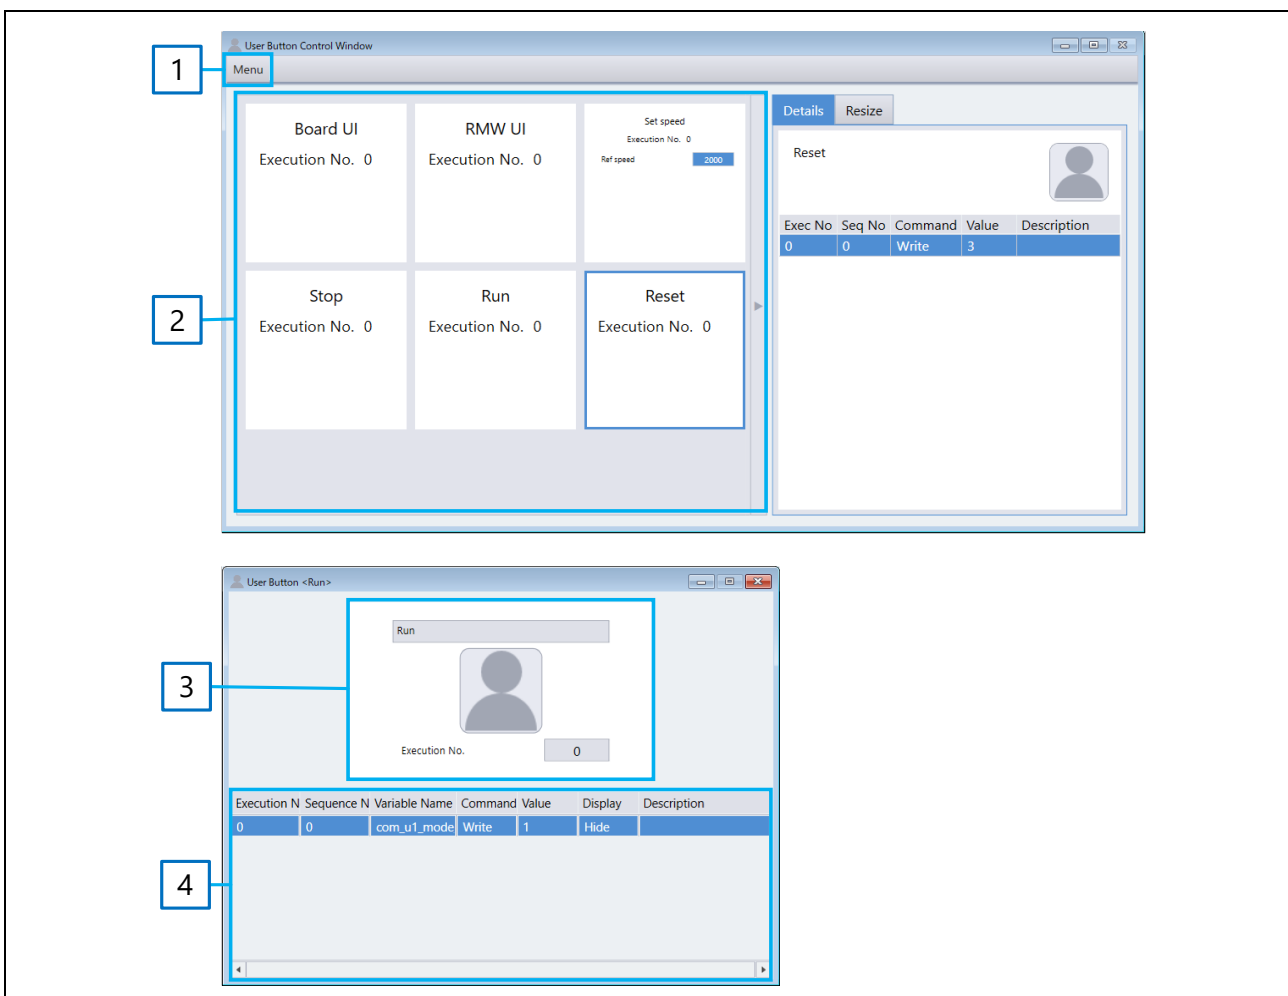 User Button Control Window
1
Menu
Board UI
Execution No. 0
RMW UI
Execution No. 0
Set speed
Execution No. 0
Ref speed 2000
2
Stop
Execution No. 0
Run
Execution No. 0
Reset
Execution No. 0
Details Resize
Reset
Exec No Seq No Command Value Description
0 0 Write 3
User Button <Run>
3
Run
Execution No. 0
4
Execution N Sequence N Variable Name Command Value Display Description
0 0 com_u1_mode Write 1 Hide